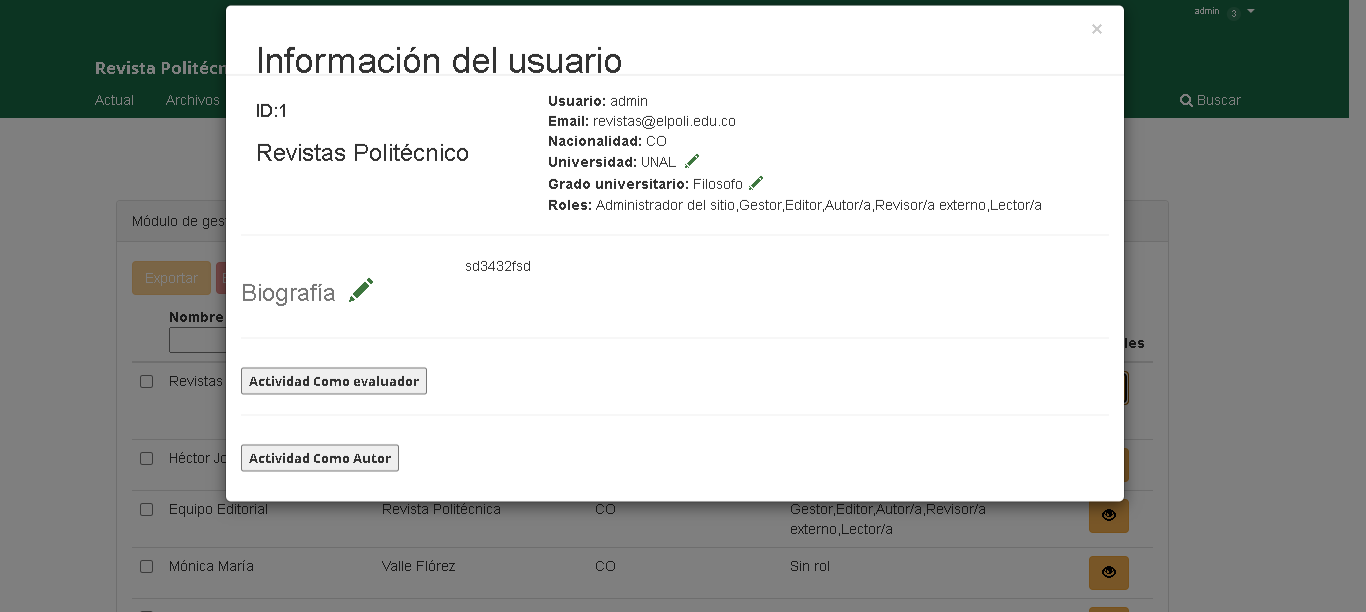 admin 3
×
Información del usuario
Revista Politécn
Actual Archivos
Buscar
ID:1
Revistas Politécnico
Usuario: admin
Email: revistas@elpoli.edu.co
Nacionalidad: CO
Universidad: UNAL
Grado universitario: Filosofo
Roles: Administrador del sitio,Gestor,Editor,Autor/a,Revisor/a externo,Lector/a
Módulo de ges
sd3432fsd
Biografía
Exportar
Nombre
les
Revistas
Actividad Como evaluador
Héctor Jo
Actividad Como Autor
Equipo Editorial Revista Politécnica CO Gestor,Editor,Autor/a,Revisor/a
externo,Lector/a
Mónica María Valle Flórez CO Sin rol